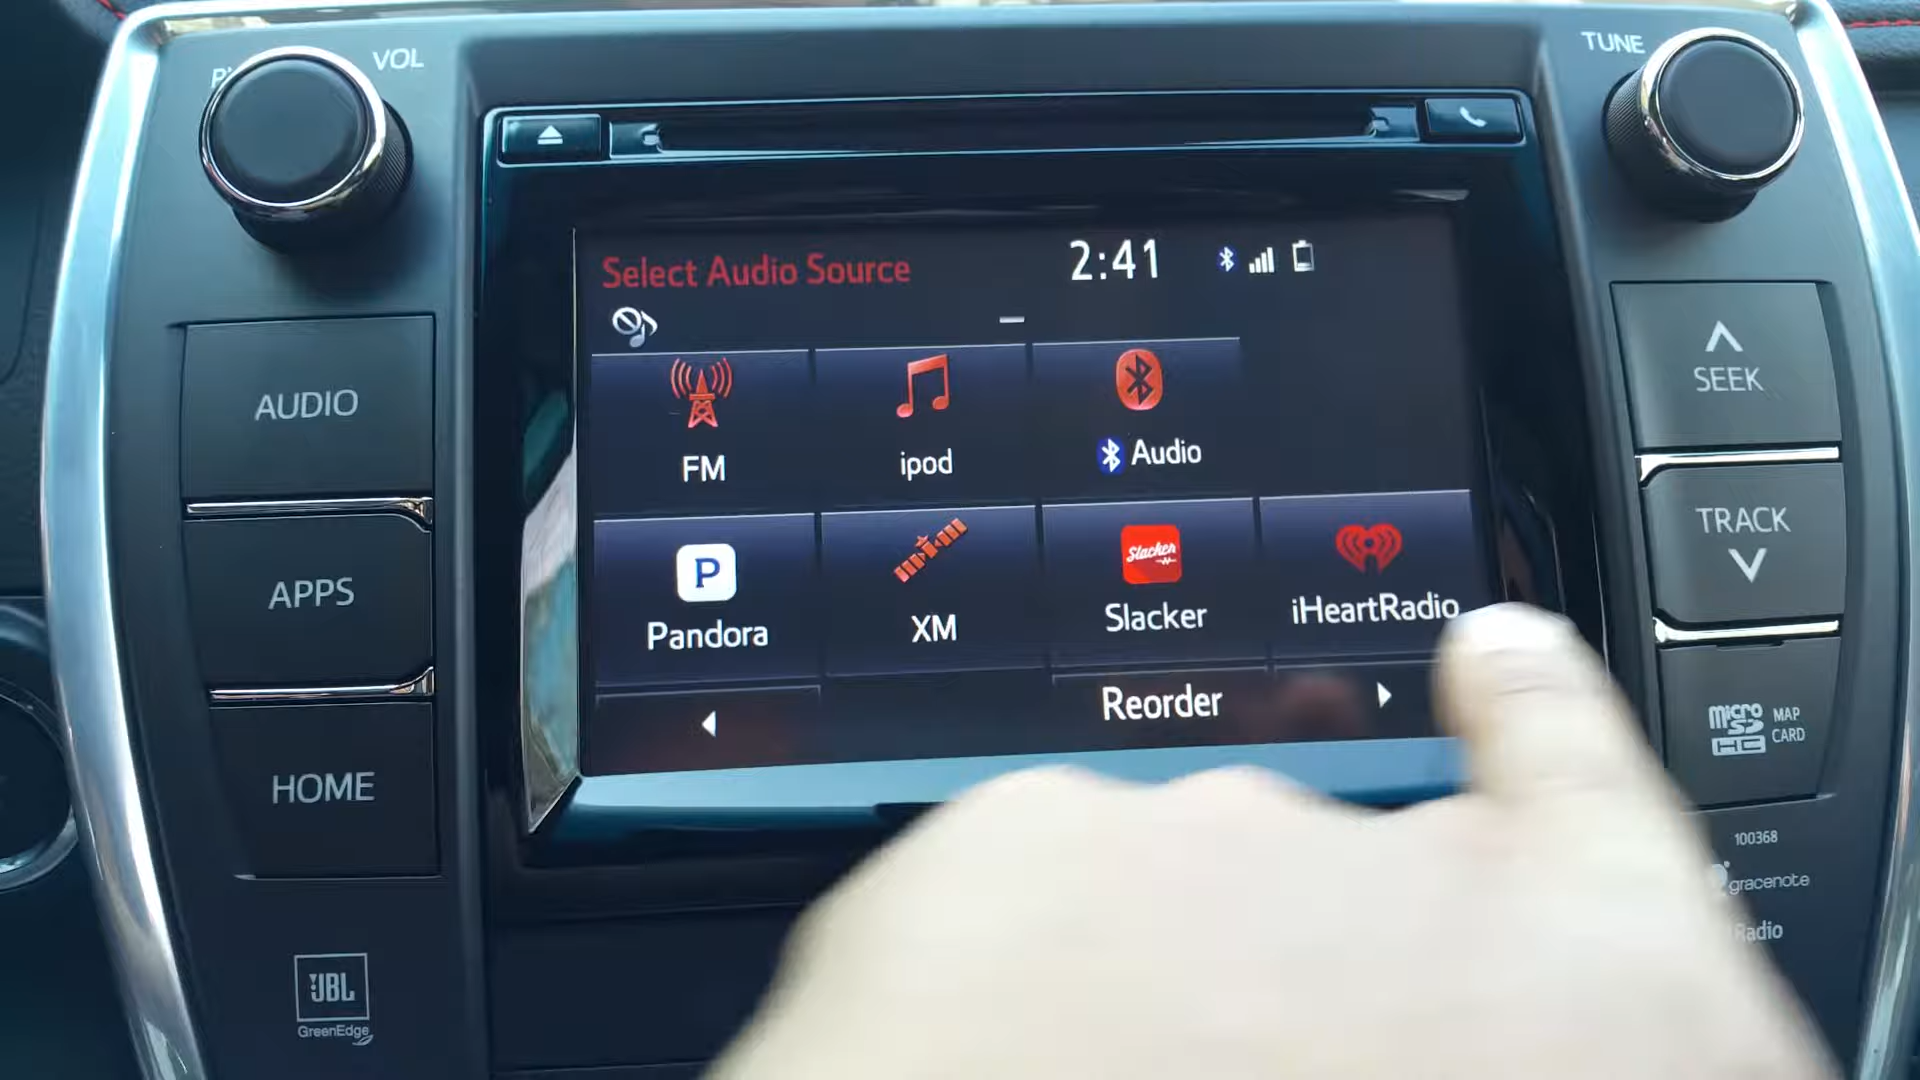 VOL
TUNE
Select Audio Source
2:41
AUDIO
APPS
HOME
FM
ipod
Audio
P
Pandora
XM
Slacker
Slacker
iHeartRadio
Reorder
SEEK
TRACK
micro
SD
HC
MAP
CARD
100368
gracenote
Radio
JBL
GreenEdge